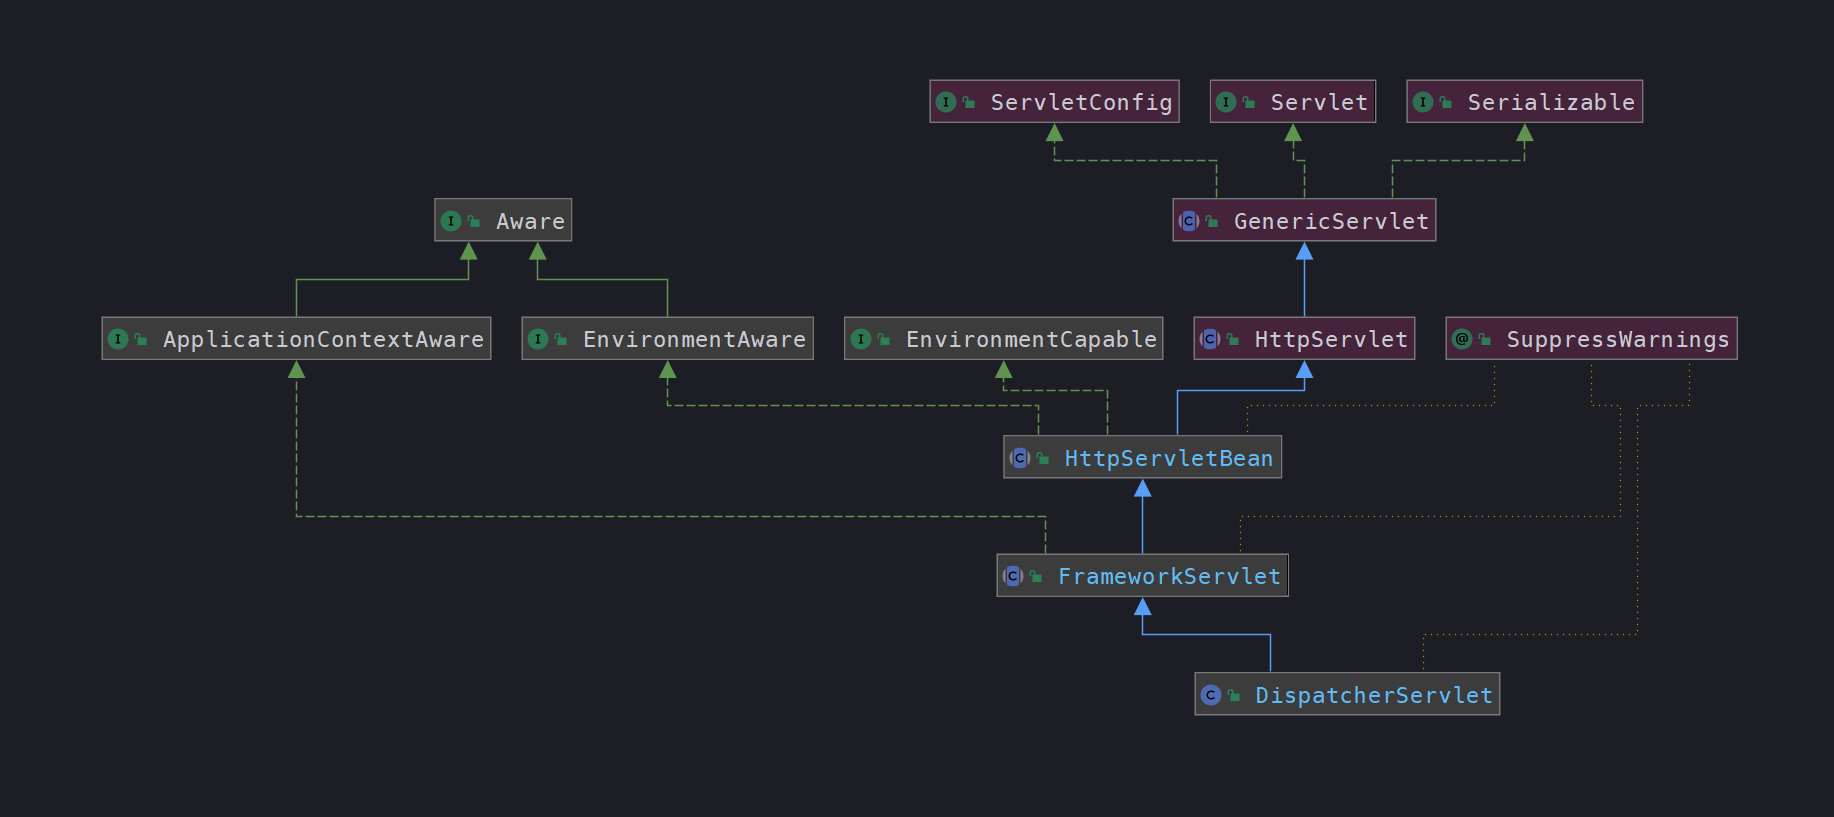 ServletConfig
Servlet
Serializable
Aware
GenericServlet
ApplicationContextAware
EnvironmentAware
EnvironmentCapable
HttpServlet
SuppressWarnings
HttpServletBean
FrameworkServlet
DispatcherServlet